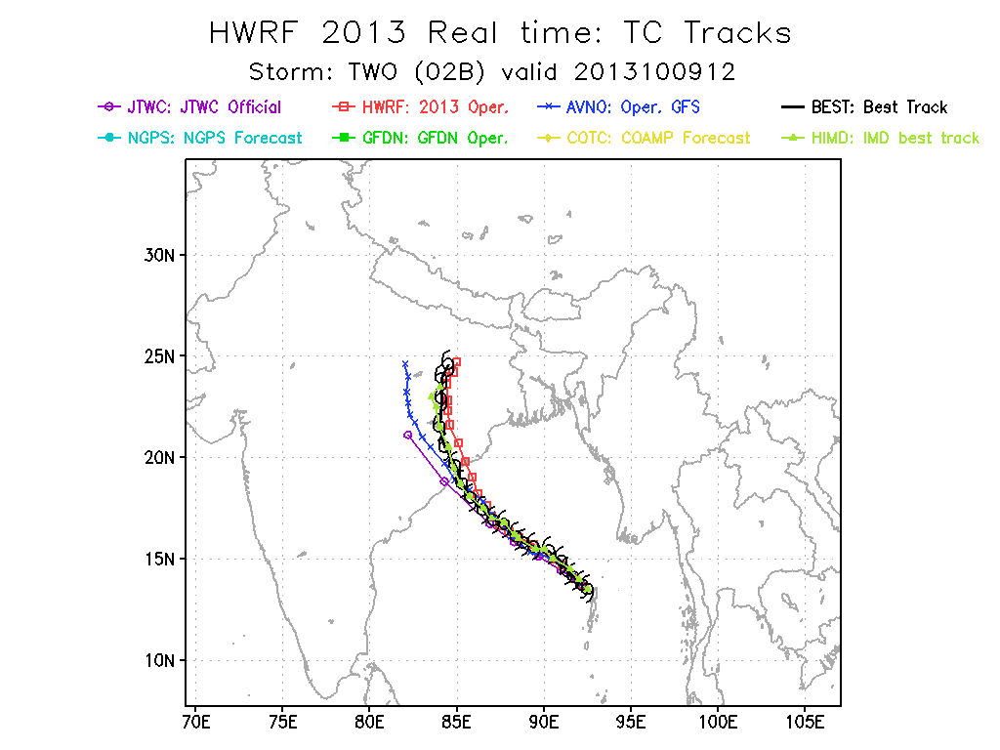 HWRF 2013 Real time: TC Tracks
Storm: TWO (02B) valid 2013100912
JTWC: JTWC Official HWRF: 2013 Oper. AVNO: Oper. GFS BEST: Best Track
NGPS: NGPS Forecast GFDN: GFDN Oper. COTC: COAMP Forecast HIMD: IMD best track
30N
25N
20N
15N
10N
70E 75E 80E 85E 90E 95E 100E 105E